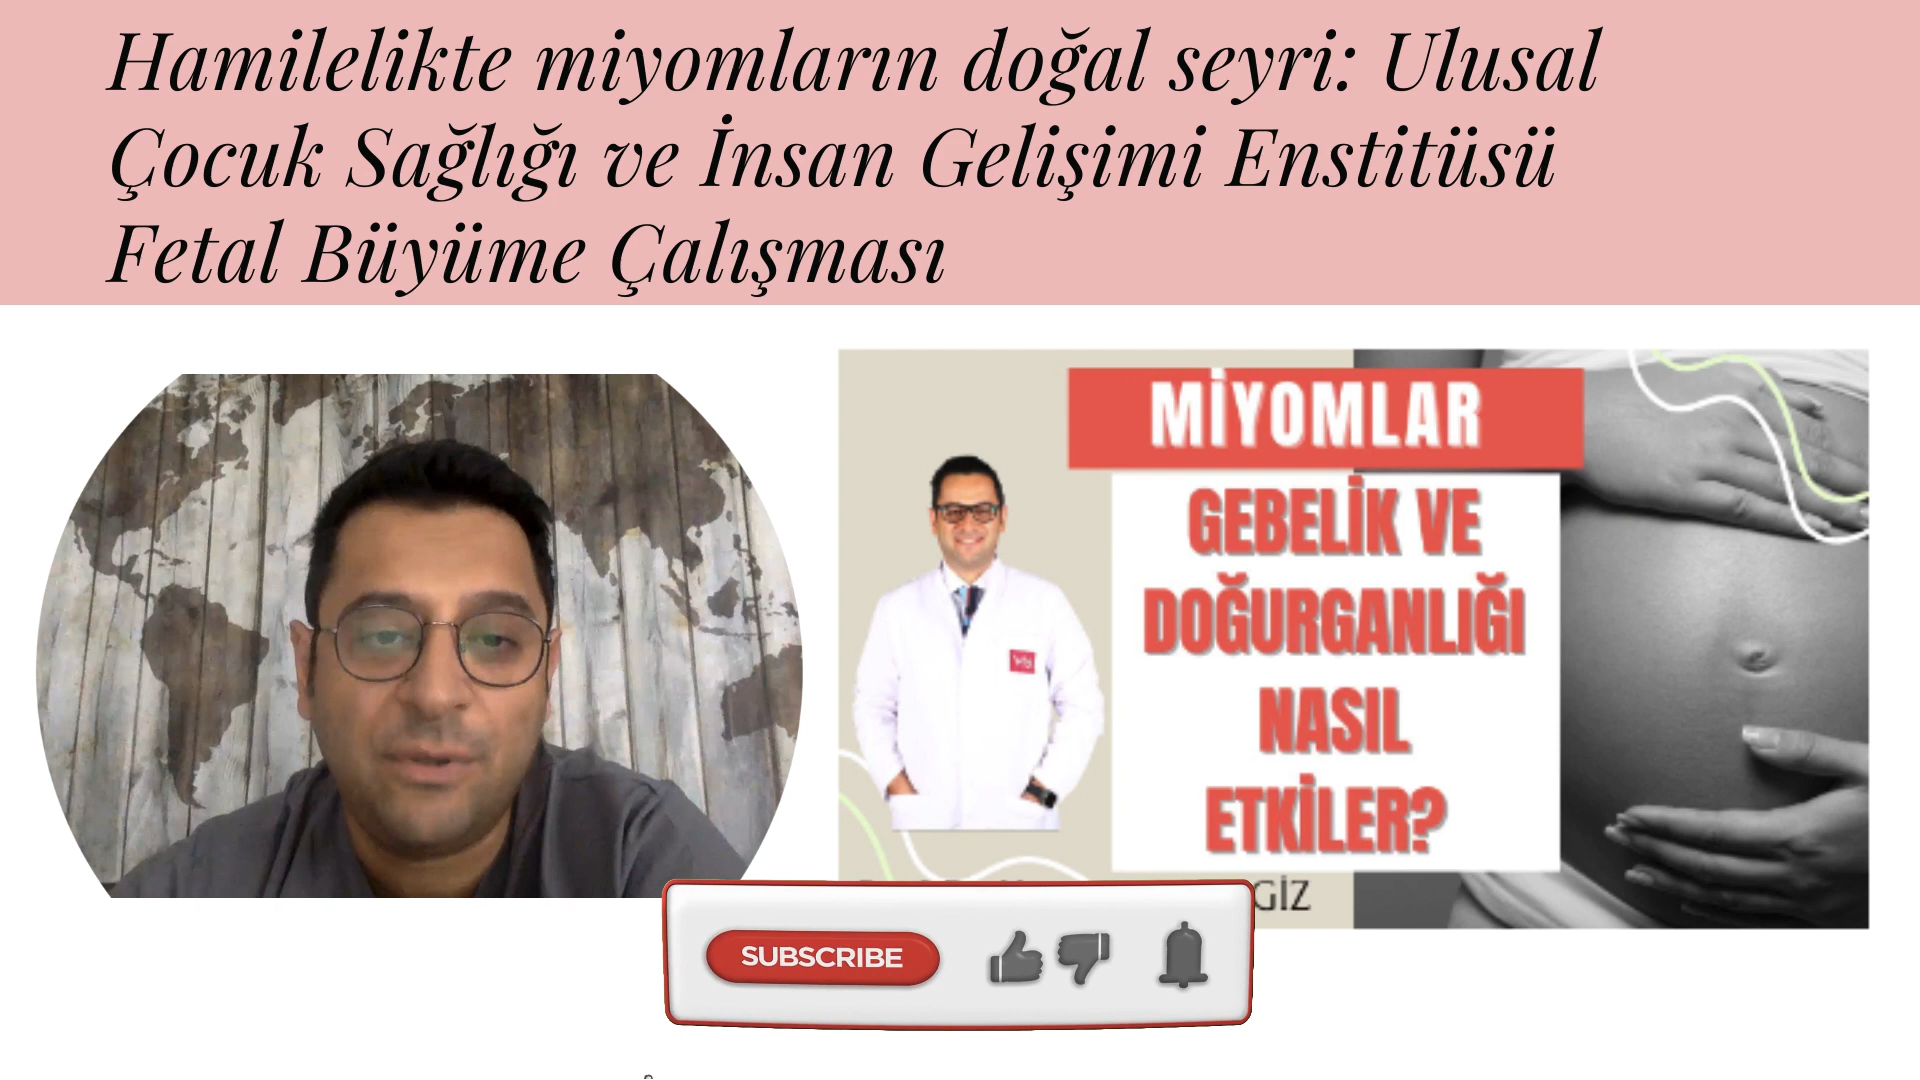 Hamilelikte miyomların doğal seyri: Ulusal
Çocuk Sağlığı ve İnsan Gelişimi Enstitüsü
Fetal Büyüme Çalışması
MİYOMLAR
GEBELİK VE
DOĞURGANLIĞI
NASIL
ETKİLER?
GİZ
SUBSCRIBE